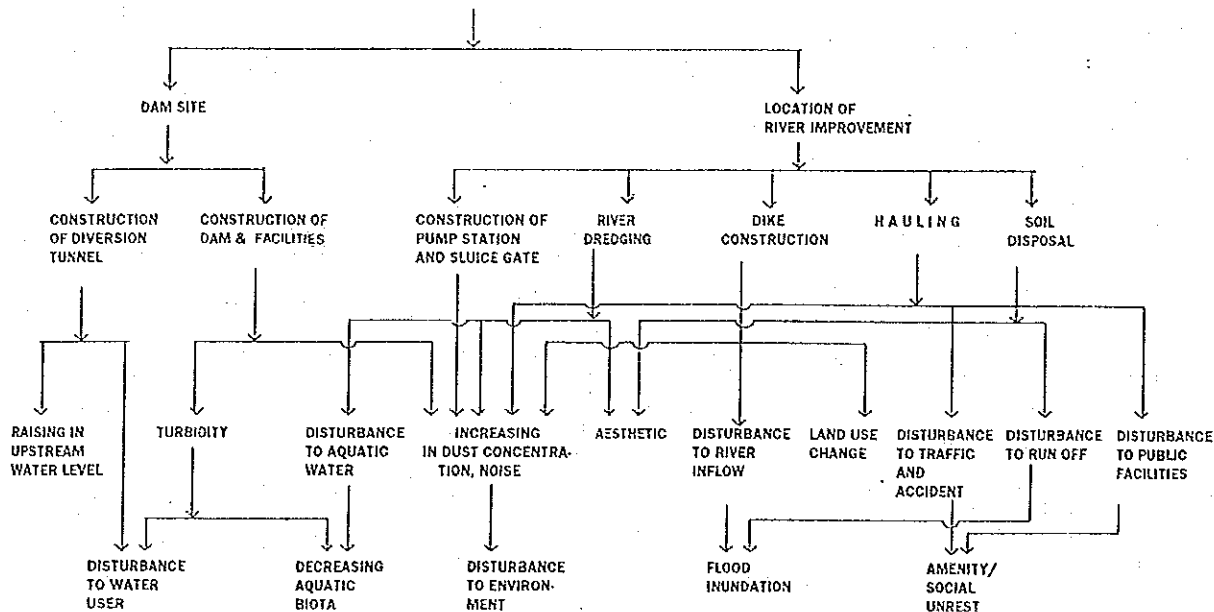 DAM SITE
LOCATION OF
RIVER IMPROVEMENT
CONSTRUCTION
OF DIVERSION
TUNNEL
CONSTRUCTION OF
DAM & FACILITIES
CONSTRUCTION OF
PUMP STATION
AND SLUICE GATE
RIVER
DREDGING
DIKE
CONSTRUCTION
HAULING
SOIL
DISPOSAL
RAISING IN
UPSTREAM
WATER LEVEL
TURBIDITY
DISTURBANCE
TO AQUATIC
WATER
INCREASING
IN DUST CONCENTRA-
TION, NOISE
AESTHETIC
DISTURBANCE
TO RIVER
INFLOW
LAND USE
CHANGE
DISTURBANCE
TO TRAFFIC
AND
ACCIDENT
DISTURBANCE
TO RUN OFF
DISTURBANCE
TO PUBLIC
FACILITIES
DISTURBANCE
TO WATER
USER
DECREASING
AQUATIC
BIOTA
DISTURBANCE
TO ENVIRON-
MENT
FLOOD
INUNDATION
AMENITY/
SOCIAL
UNREST